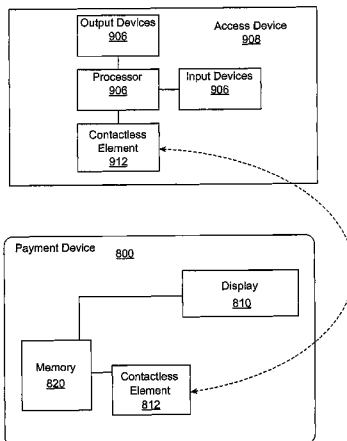 Output Devices
906
Access Device
908
Processor
906
Input Devices
906
Contactless
Element
912
Payment Device
800
Display
810
Memory
820
Contactless
Element
812